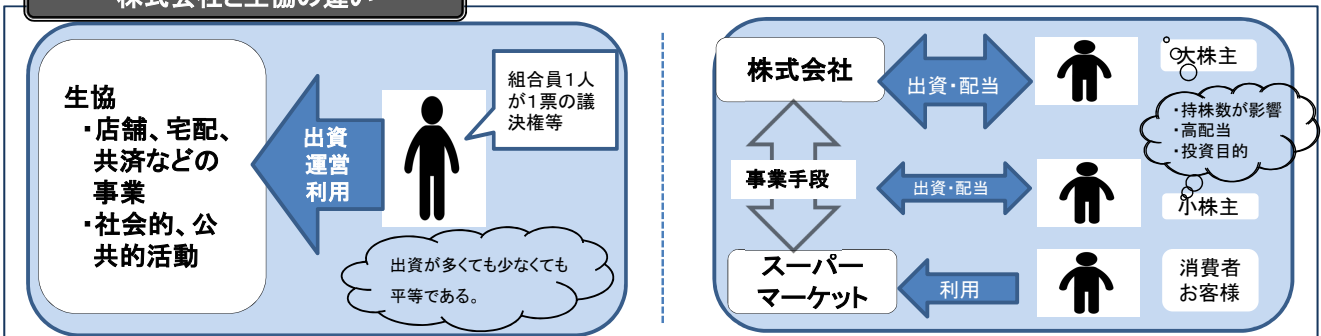 株式会社と生協の違い
生協
・店舗、宅配、
共済などの
事業
・社会的、公
共的活動
出資
運営
利用
組合員1人
が1票の議
決権等
出資が多くても少なくても
平等である。
株式会社
出資・配当
大株主
・持株数が影響
・高配当
・投資目的
事業手段
出資・配当
小株主
スーパー
マーケット
利用
消費者
お客様